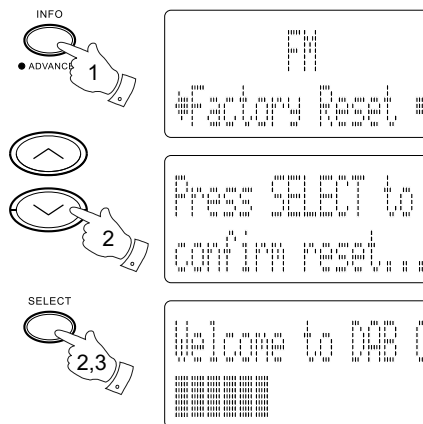 INFO
● ADVANCE
1
FM
*Factory Reset *
2
Press SELECT to
confirm reset...
SELECT
2,3
Welcome to DAB